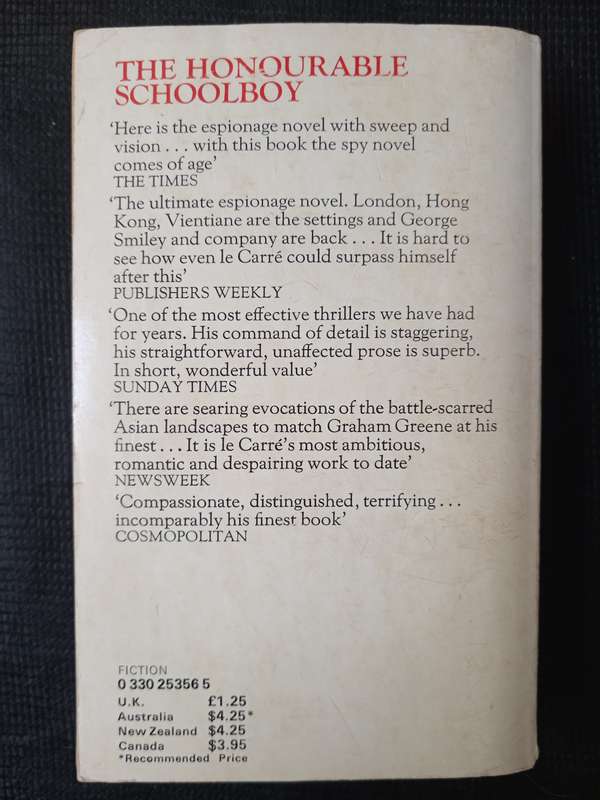 THE HONOURABLE
SCHOOLBOY
‘Here is the espionage novel with sweep and
vision . . . with this book the spy novel
comes of age’
THE TIMES
‘The ultimate espionage novel. London, Hong
Kong, Vientiane are the settings and George
Smiley and company are back . . . It is hard to
see how even le Carré could surpass himself
after this’
PUBLISHERS WEEKLY
‘One of the most effective thrillers we have had
for years. His command of detail is staggering,
his straightforward, unaffected prose is superb.
In short, wonderful value’
SUNDAY TIMES
‘There are searing evocations of the battle-scarred
Asian landscapes to match Graham Greene at his
finest . . . It is le Carré’s most ambitious,
romantic and despairing work to date’
NEWSWEEK
‘Compassionate, distinguished, terrifying . . .
incomparably his finest book’
COSMOPOLITAN
FICTION
0 330 25356 5
U.K. £1.25
Australia $4.25*
New Zealand $4.25
Canada $3.95
*Recommended Price